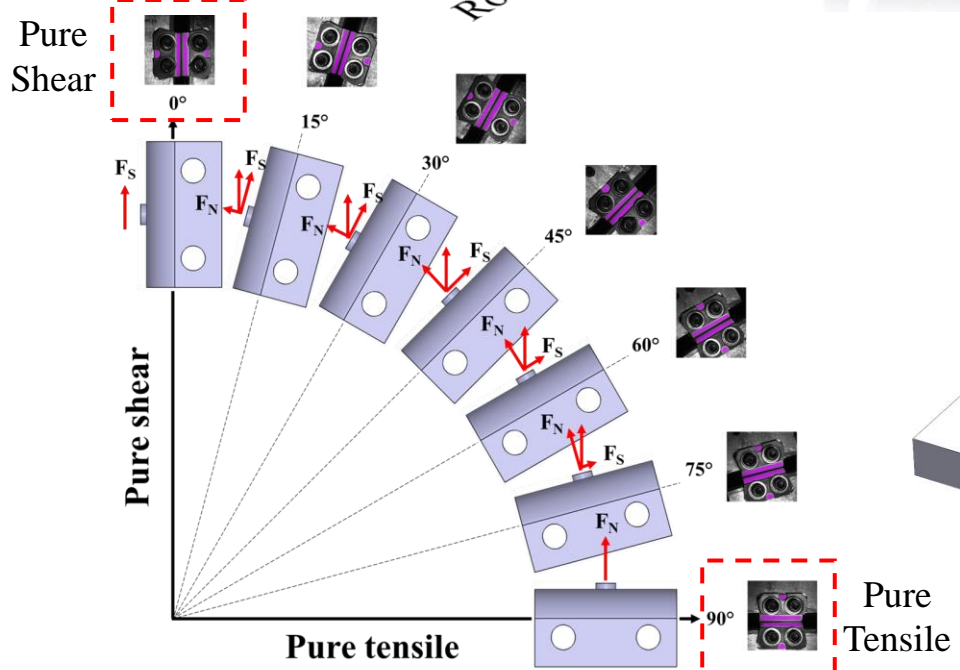 Pure
Shear
0°
15°
30°
45°
60°
75°
90°
F_S
F_N
F_S
F_N
F_S
F_N
F_S
F_N
F_S
F_N
F_S
F_N
Pure shear
Pure tensile
Pure
Tensile